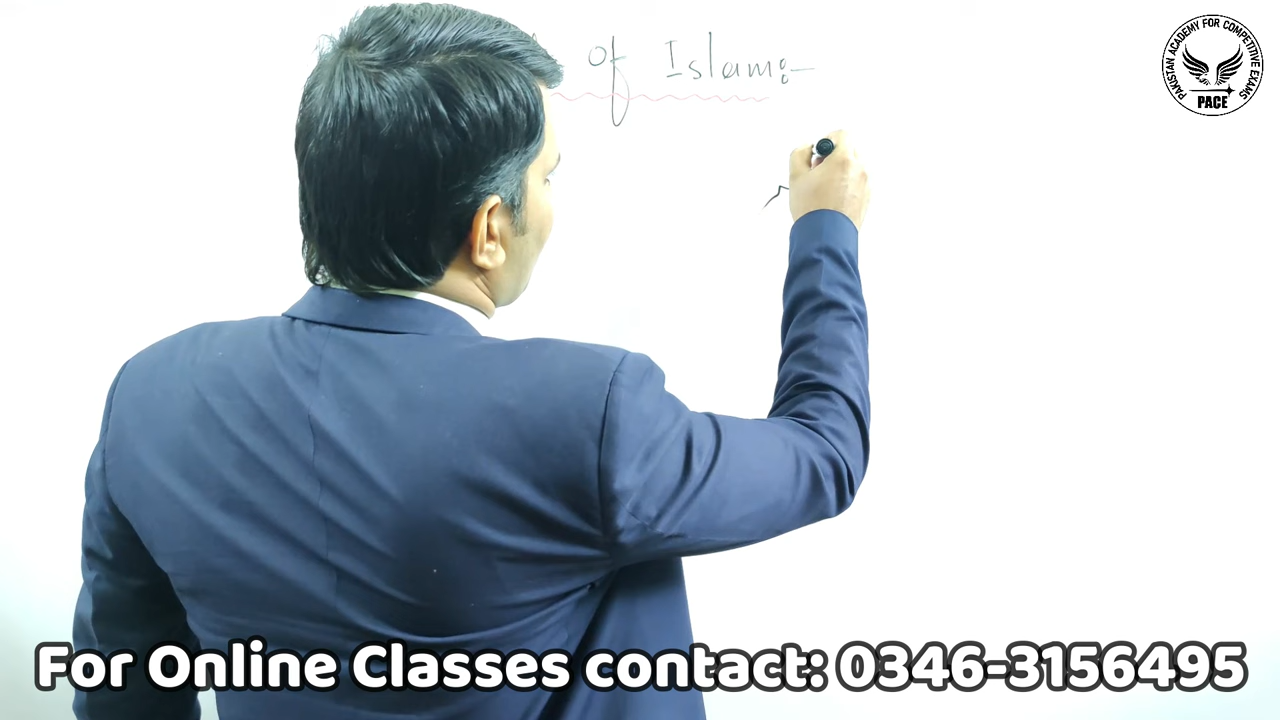 of Islam:-
PAKISTAN ACADEMY FOR COMPETITIVE EXAMS
PACE
For Online Classes contact: 0346-3156495